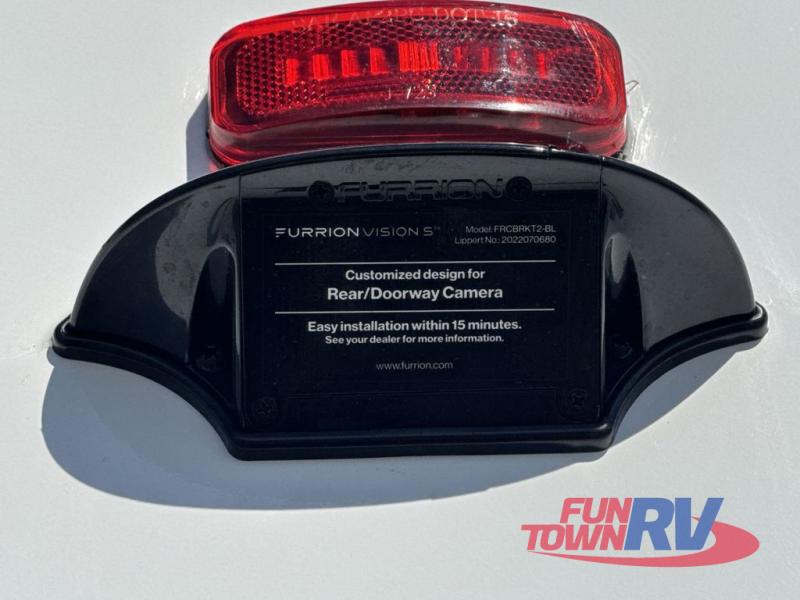 FURRION
FURRION VISION S™ Model: FRCBRKT2-BL
Lippert No: 2022070680
Customized design for
Rear/Doorway Camera
Easy installation within 15 minutes.
See your dealer for more information.
www.furrion.com
FUN
TOWN RV